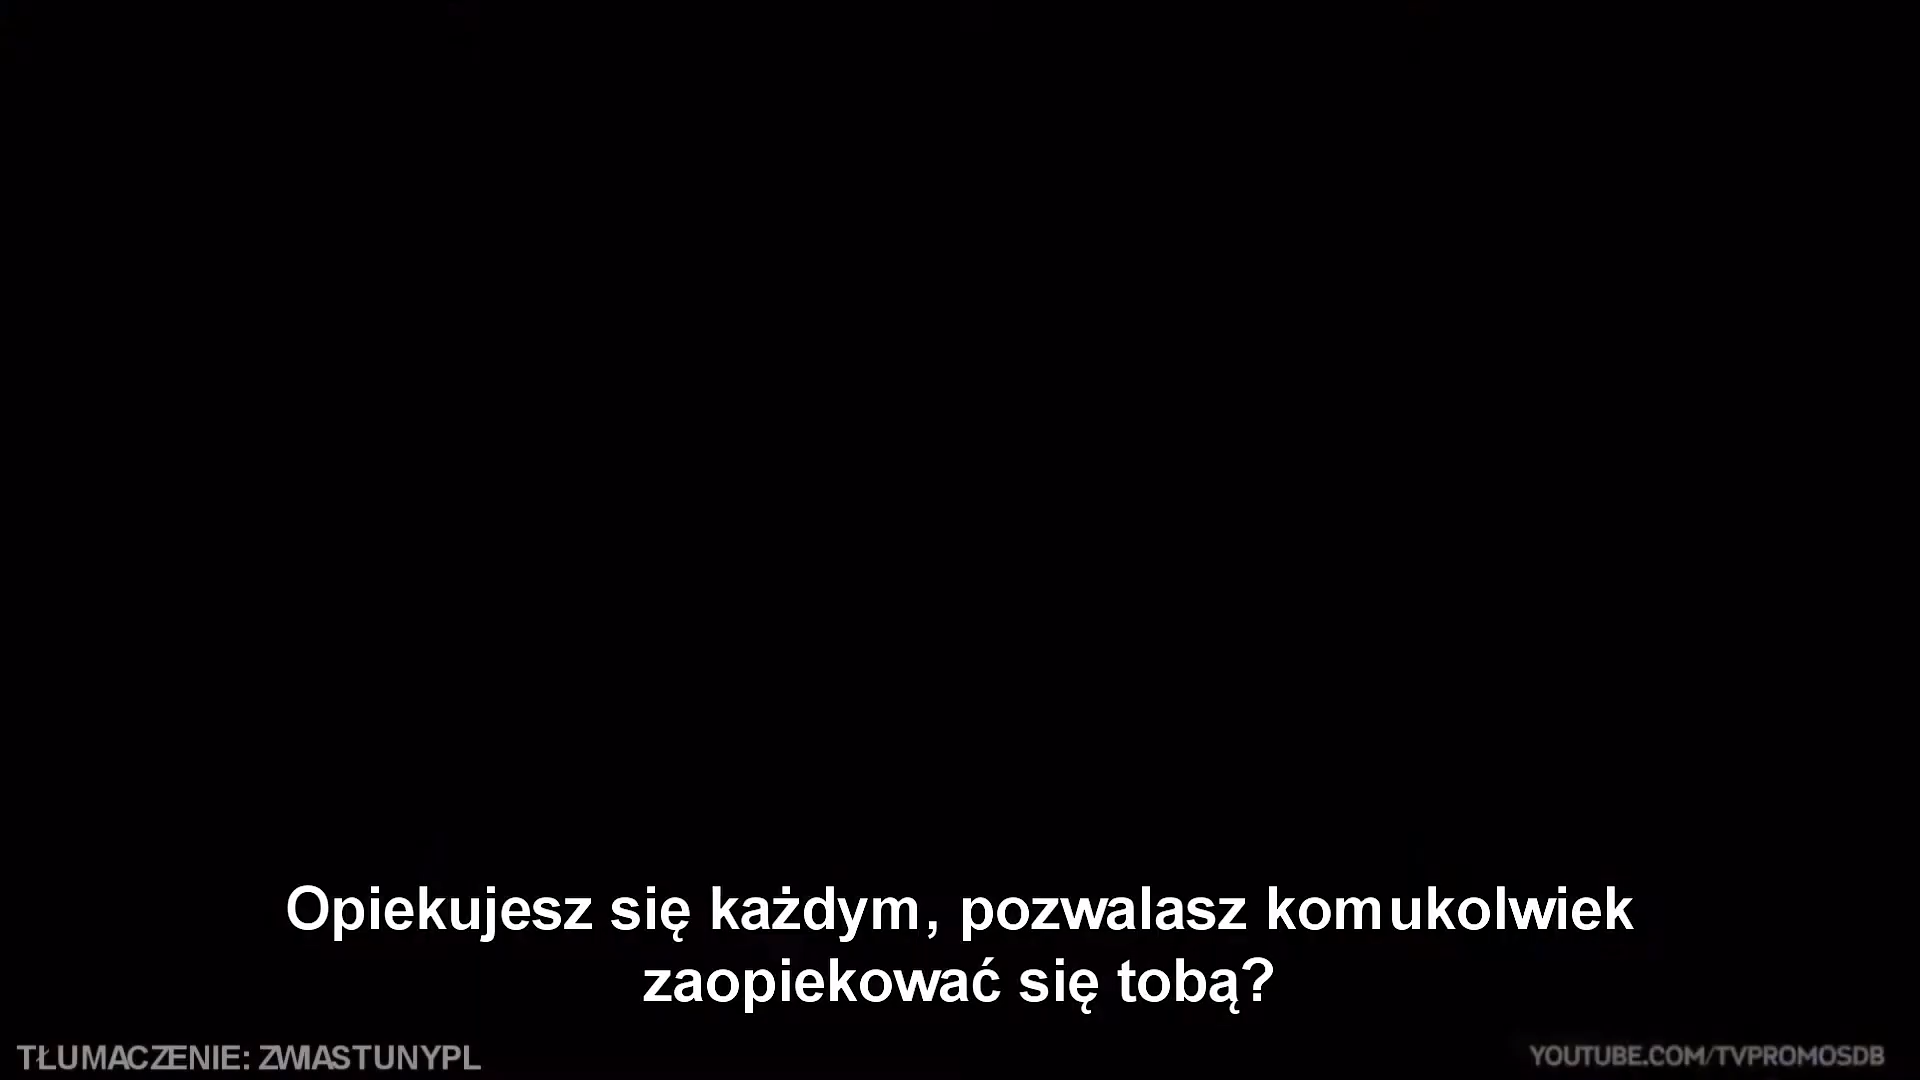 Opiekujesz się każdym, pozwalasz komukolwiek
zaopiekować się tobą?
TŁUMACZENIE: ZWIASTUNYPL
YOUTUBE.COM/TVPROMOSDB